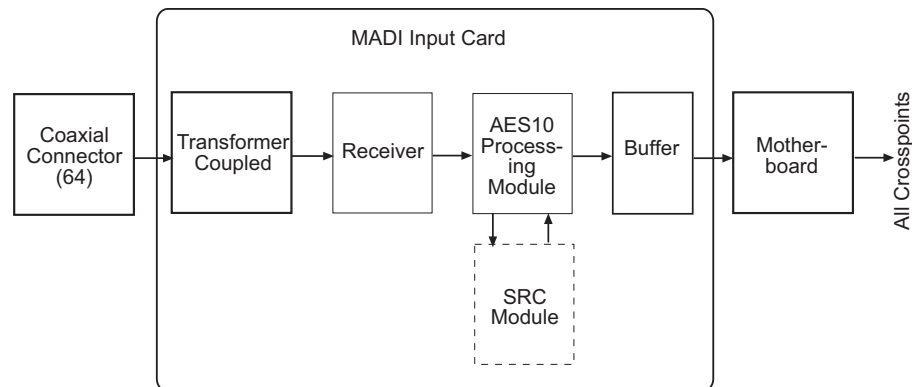 MADI Input Card
Coaxial
Connector
(64)
Transformer
Coupled
Receiver
AES10
Process-
ing
Module
Buffer
Mother-
board
All Crosspoints
SRC
Module